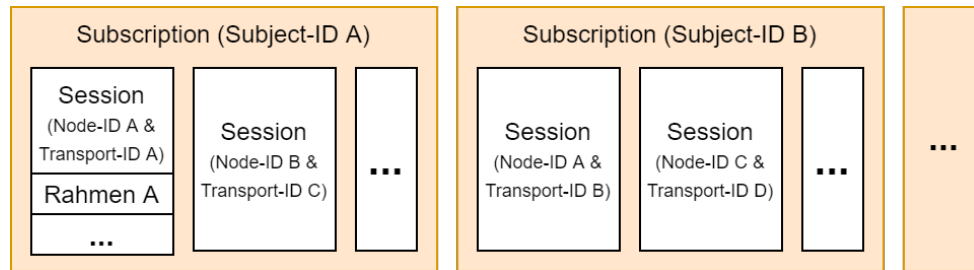 Subscription (Subject-ID A)
Session
(Node-ID A &
Transport-ID A)
Rahmen A
...
Session
(Node-ID B &
Transport-ID C)
...
Subscription (Subject-ID B)
Session
(Node-ID A &
Transport-ID B)
Session
(Node-ID C &
Transport-ID D)
...
...